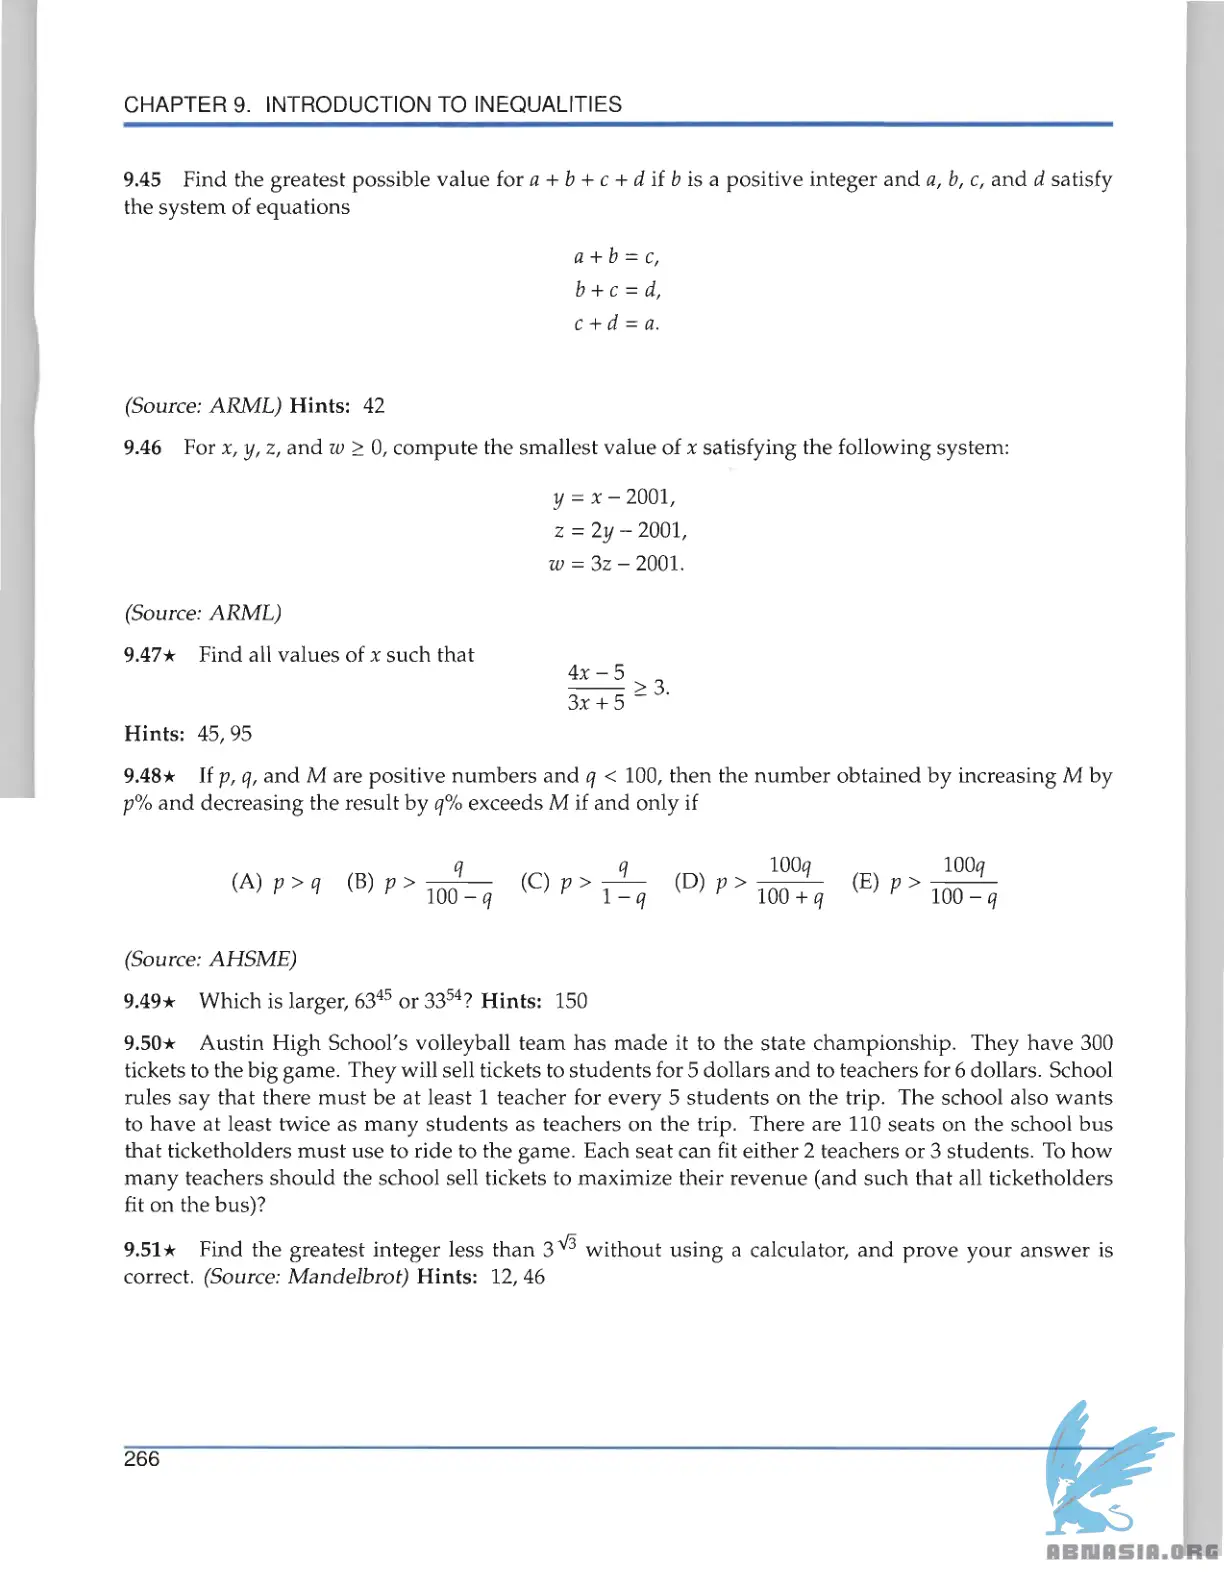 CHAPTER 9. INTRODUCTION TO INEQUALITIES
9.45 Find the greatest possible value for a + b + c + d if b is a positive integer and a, b, c, and d satisfy
the system of equations
a + b = c,
b + c = d,
c + d = a.
(Source: ARML) Hints: 42
9.46 For x, y, z, and w ≥ 0, compute the smallest value of x satisfying the following system:
y = x − 2001,
z = 2y − 2001,
w = 3z − 2001.
(Source: ARML)
9.47★ Find all values of x such that
(4x − 5)/(3x + 5) ≥ 3.
Hints: 45, 95
9.48★ If p, q, and M are positive numbers and q < 100, then the number obtained by increasing M by
p% and decreasing the result by q% exceeds M if and only if
(A) p > q (B) p > q/(100 − q) (C) p > q/(1 − q) (D) p > 100q/(100 + q) (E) p > 100q/(100 − q)
(Source: AHSME)
9.49★ Which is larger, 63⁴⁵ or 33⁵⁴? Hints: 150
9.50★ Austin High School's volleyball team has made it to the state championship. They have 300
tickets to the big game. They will sell tickets to students for 5 dollars and to teachers for 6 dollars. School
rules say that there must be at least 1 teacher for every 5 students on the trip. The school also wants
to have at least twice as many students as teachers on the trip. There are 110 seats on the school bus
that ticketholders must use to ride to the game. Each seat can fit either 2 teachers or 3 students. To how
many teachers should the school sell tickets to maximize their revenue (and such that all ticketholders
fit on the bus)?
9.51★ Find the greatest integer less than 3^√3 without using a calculator, and prove your answer is
correct. (Source: Mandelbrot) Hints: 12, 46
266
ABNASIA.ORG